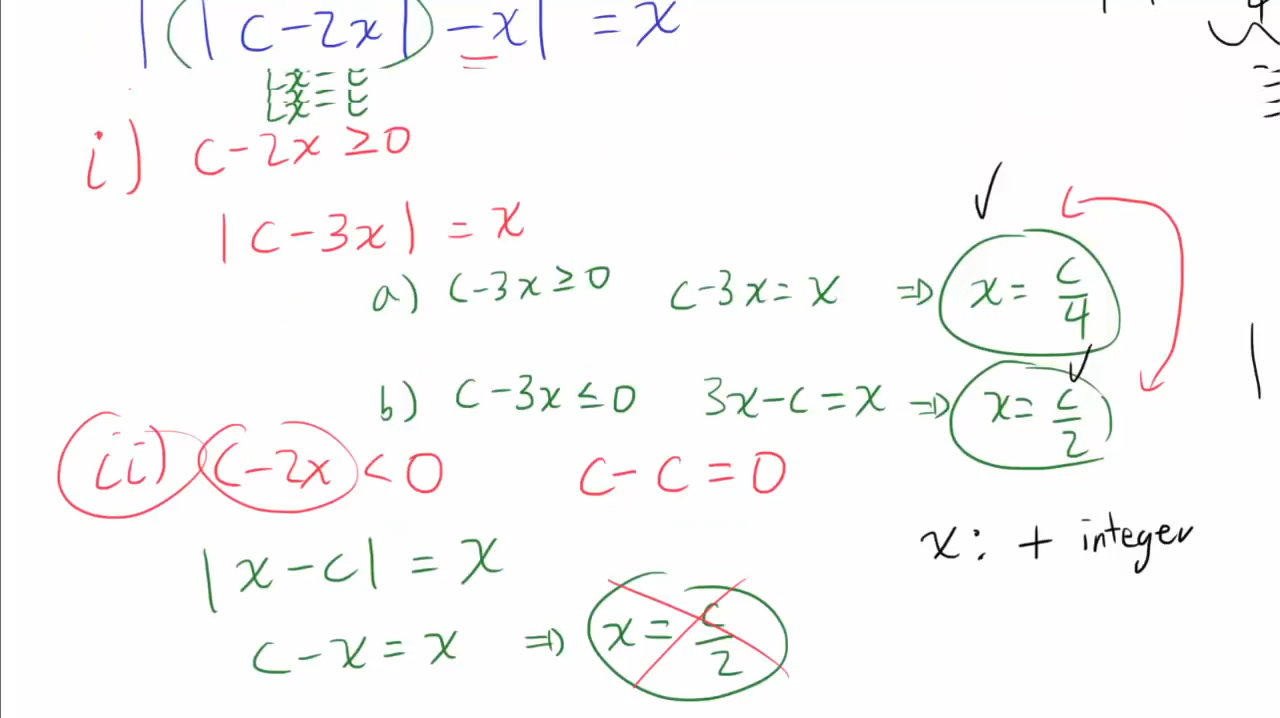 |(|c-2x|)-x| = x
i) c-2x ≥0
|c-3x| = x
a) c-3x ≥ 0 c-3x = x ⇒ x = c/4
b) c-3x ≤ 0 3x-c = x ⇒ x = c/2
ii) c-2x < 0 c-c = 0
|x-c| = x
x: + integer
c-x = x ⇒ x = c/2